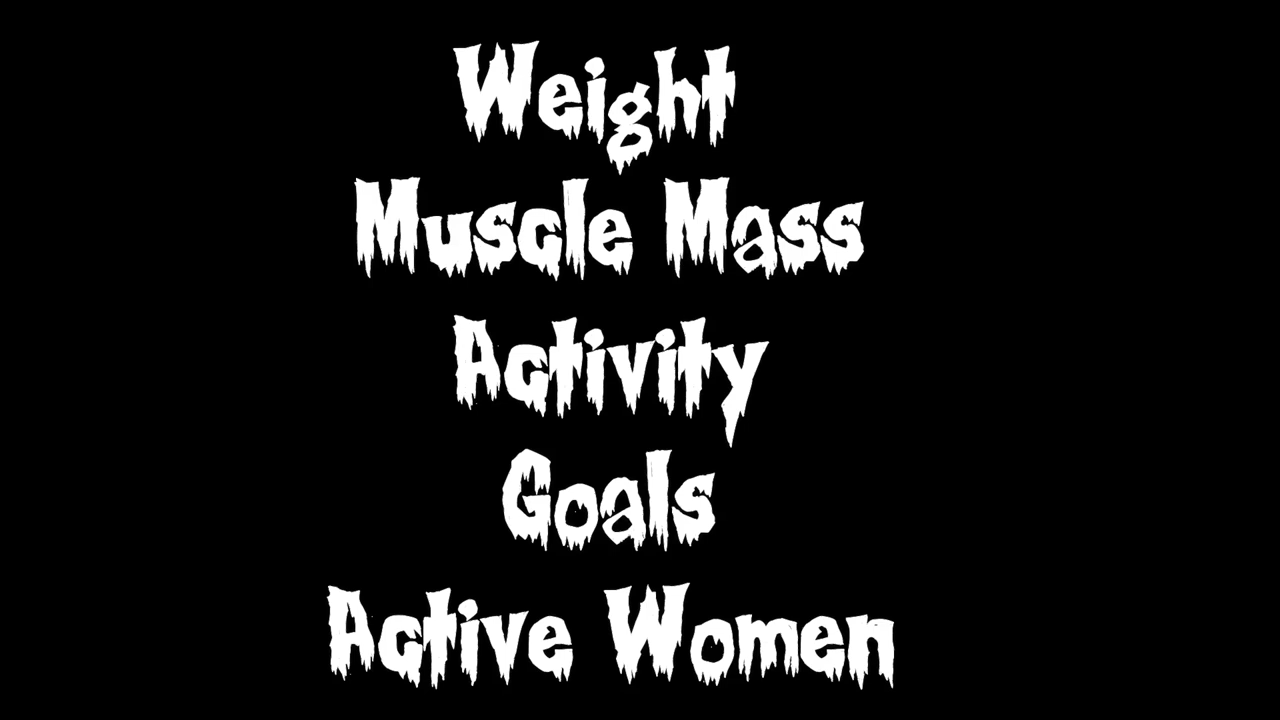 Weight
Muscle Mass
Activity
Goals
Active Women